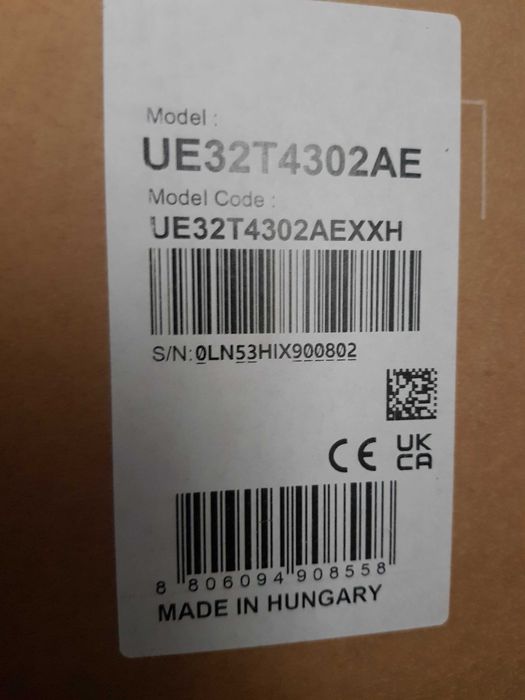 Model :
UE32T4302AE
Model Code :
UE32T4302AEXXH
S/N:0LN53HIX900802
CE UK
CA
8 806094 908558
MADE IN HUNGARY